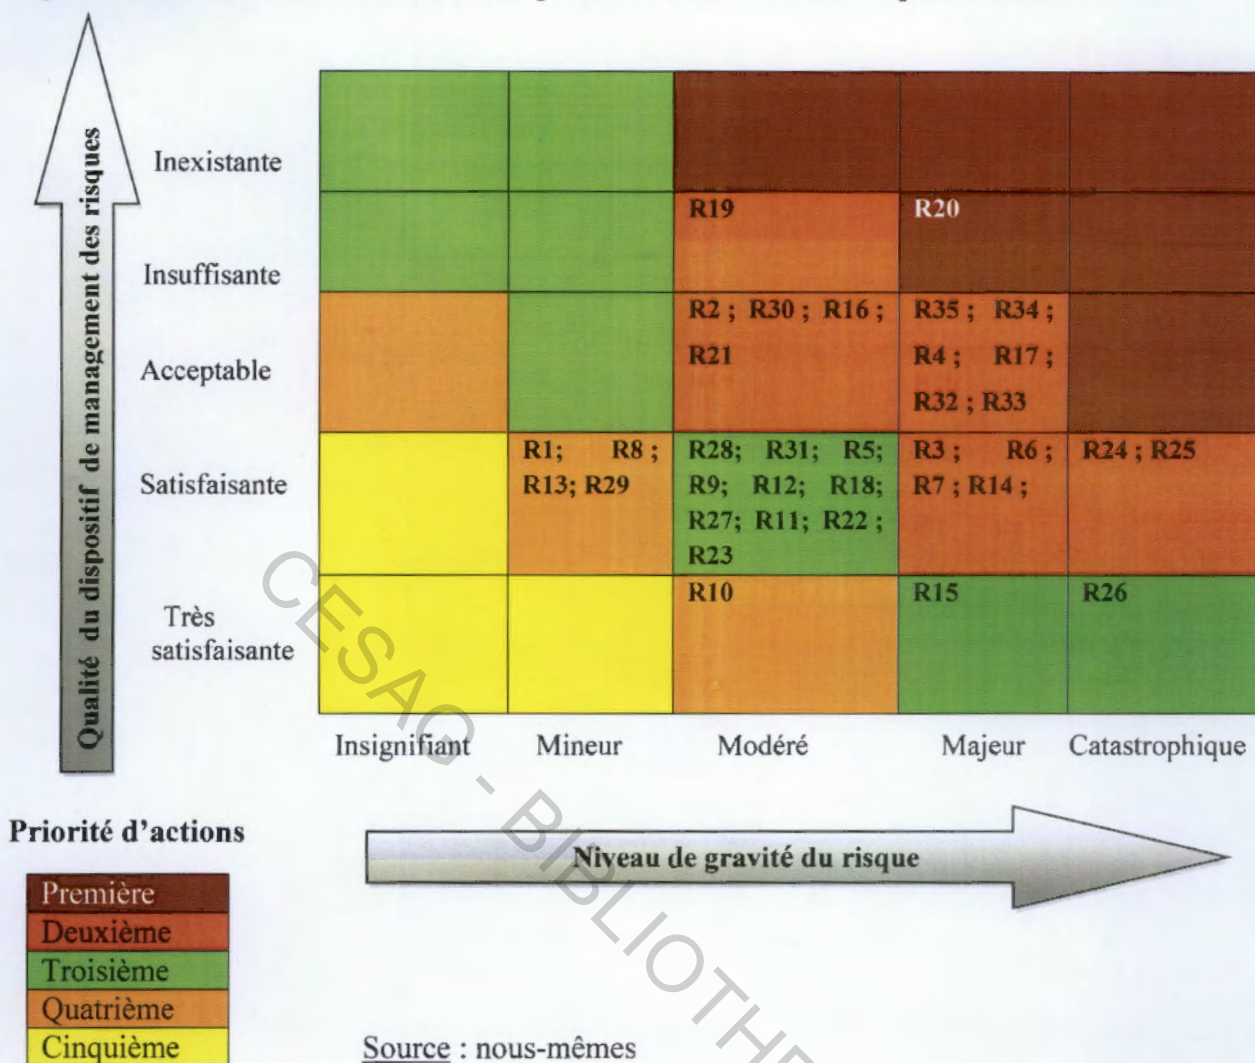 Qualité du dispositif de management des risques
Inexistante
R19
R20
Insuffisante
R2 ; R30 ; R16 ;
R21
R35 ; R34 ;
R4 ; R17 ;
R32 ; R33
Acceptable
R1; R8 ;
R13; R29
R28; R31; R5;
R9; R12; R18;
R27; R11; R22 ;
R23
R3 ; R6 ;
R7 ; R14 ;
R24 ; R25
Satisfaisante
R10
R15
R26
Très
satisfaisante
Insignifiant
Mineur
Modéré
Majeur
Catastrophique
Niveau de gravité du risque
Priorité d’actions
Première
Deuxième
Troisième
Quatrième
Cinquième
Source : nous-mêmes
CESAG - BIBLIOTHE